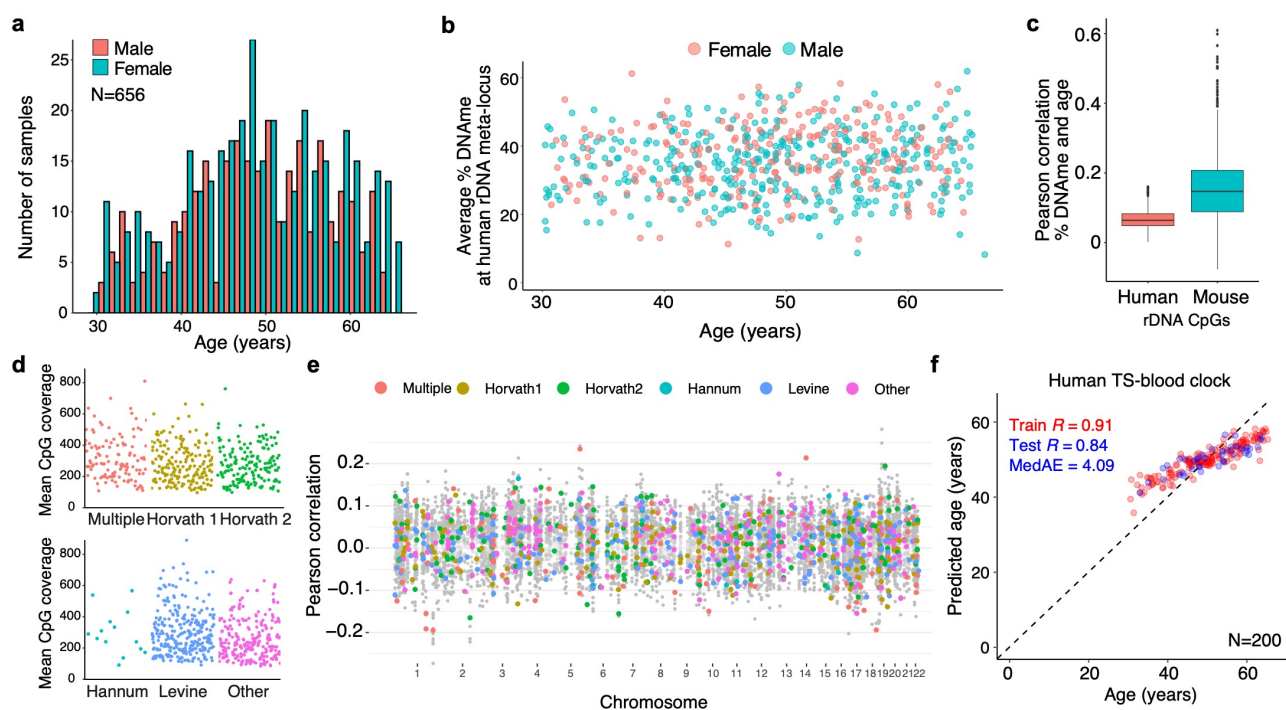 a
Male
Female
N=656
Number of samples
25
20
15
10
5
0
30
40
50
60
Age (years)
b
Female
Male
Average % DNAme
at human rDNA meta-locus
60
40
20
0
30
40
50
60
Age (years)
c
Pearson correlation
% DNAme and age
0.6
0.4
0.2
0
Human Mouse
rDNA CpGs
d
Mean CpG coverage
800
600
400
200
0
Multiple Horvath 1 Horvath 2
Mean CpG coverage
800
600
400
200
0
Hannum Levine Other
e
Multiple
Horvath1
Horvath2
Hannum
Levine
Other
Pearson correlation
0.2
0.1
0.0
−0.1
−0.2
1 2 3 4 5 6 7 8 9 10 11 12 13 14 15 16 17 18 19 20 21 22
Chromosome
f
Human TS-blood clock
Train R = 0.91
Test R = 0.84
MedAE = 4.09
Predicted age (years)
60
40
20
0
N=200
0
20
40
60
Age (years)